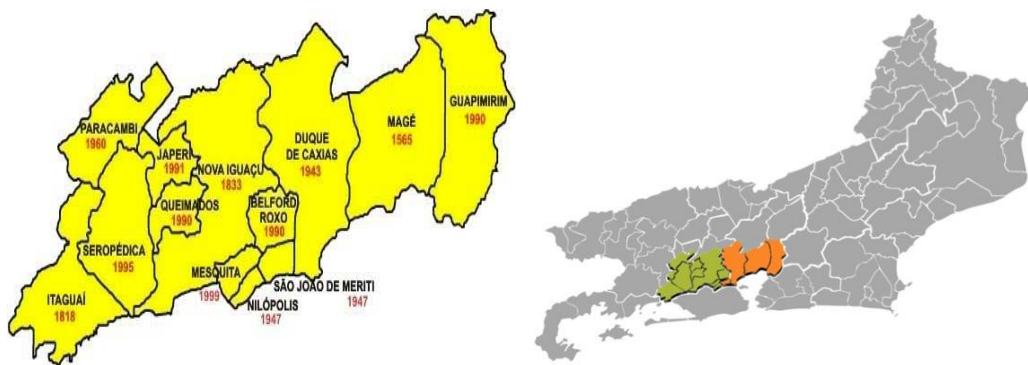 PARACAMBI
1960
JAPERI
1991
NOVA IGUAÇU
1833
DUQUE
DE CAXIAS
1943
MAGÉ
1565
GUAPIMIRIM
1990
QUEIMADOS
1990
BELFORD
ROXO
1990
SEROPÉDICA
1995
MESQUITA
1999
SÃO JOÃO DE MERITI
1947
NILÓPOLIS
1947
ITAGUAÍ
1818